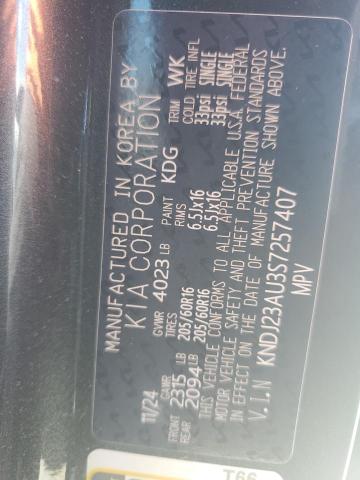 MANUFACTURED IN KOREA BY
KIA CORPORATION
11/24 GVWR 4023 LB PAINT KDG TRIM WK
GAWR TIRES RIMS COLD TIRE INFL
FRONT 2315 LB 205/60R16 6.5Jx16 33psi SINGLE
REAR 2094 LB 205/60R16 6.5Jx16 33psi SINGLE
THIS VEHICLE CONFORMS TO ALL APPLICABLE U.S.A. FEDERAL
MOTOR VEHICLE SAFETY AND THEFT PREVENTION STANDARDS
IN EFFECT ON THE DATE OF MANUFACTURE SHOWN ABOVE.
V.I.N KNDJ23AU3S7257407
MPV
T66